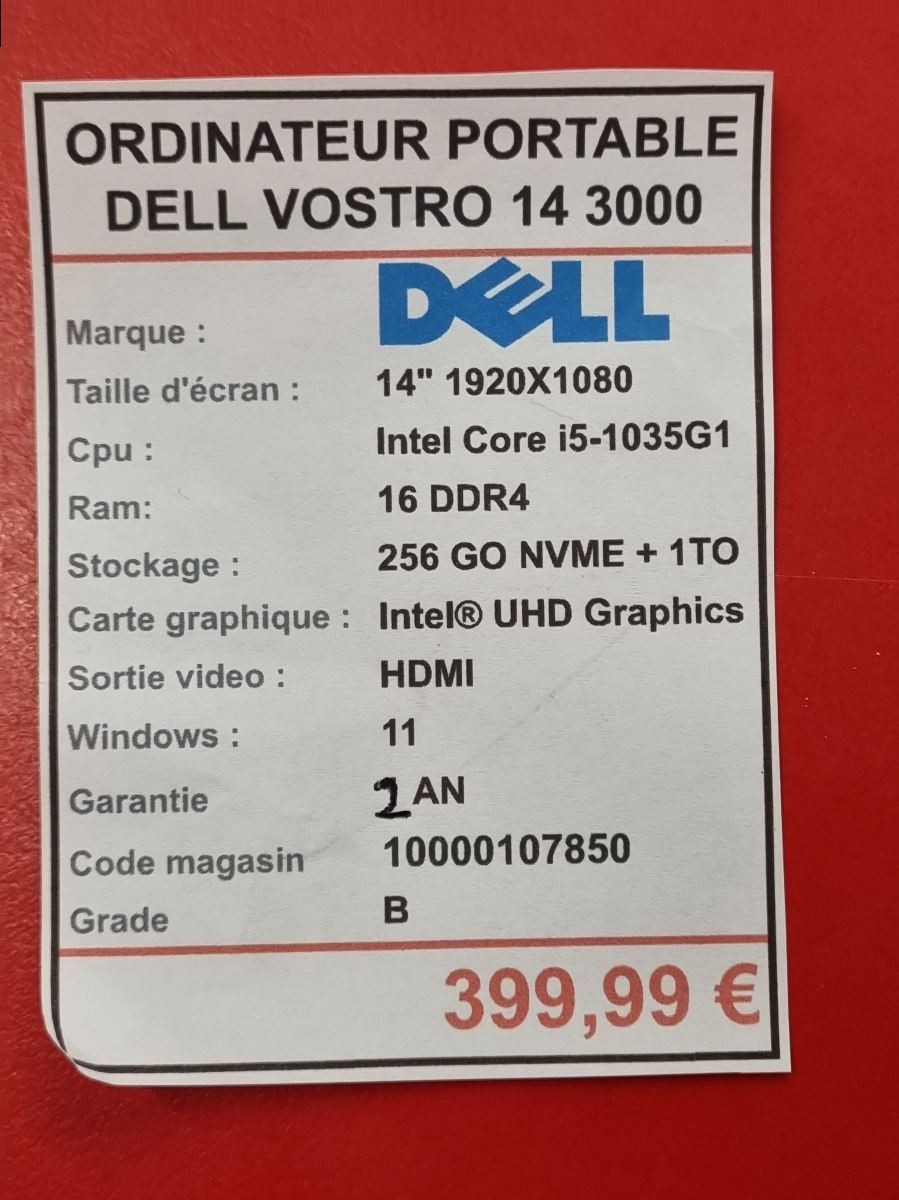 ORDINATEUR PORTABLE
DELL VOSTRO 14 3000
Marque : DELL
Taille d'écran : 14" 1920X1080
Cpu : Intel Core i5-1035G1
Ram: 16 DDR4
Stockage : 256 GO NVME + 1TO
Carte graphique : Intel® UHD Graphics
Sortie video : HDMI
Windows : 11
Garantie 2 AN
Code magasin 10000107850
Grade B
399,99 €